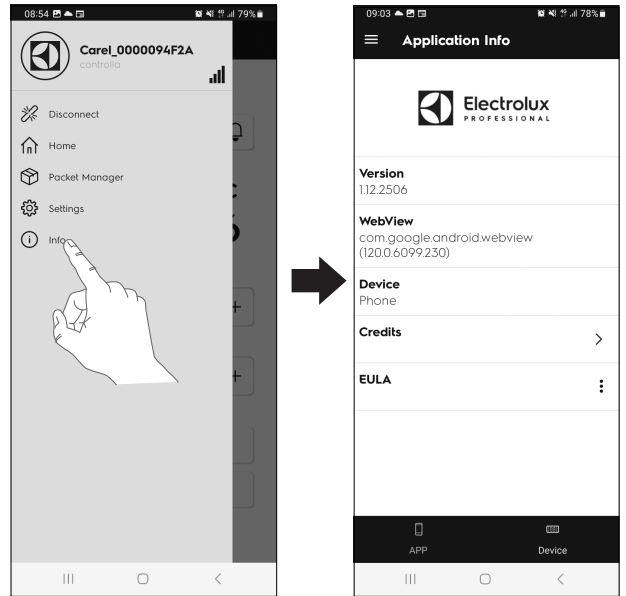 08:54 79%
Carel_0000094F2A
controlla
Disconnect
Home
Packet Manager
Settings
Info
C
+
+
09:03 78%
Application Info
Electrolux
PROFESSIONAL
Version
1.12.2506
WebView
com.google.android.webview
(120.0.6099.230)
Device
Phone
Credits
EULA
APP Device